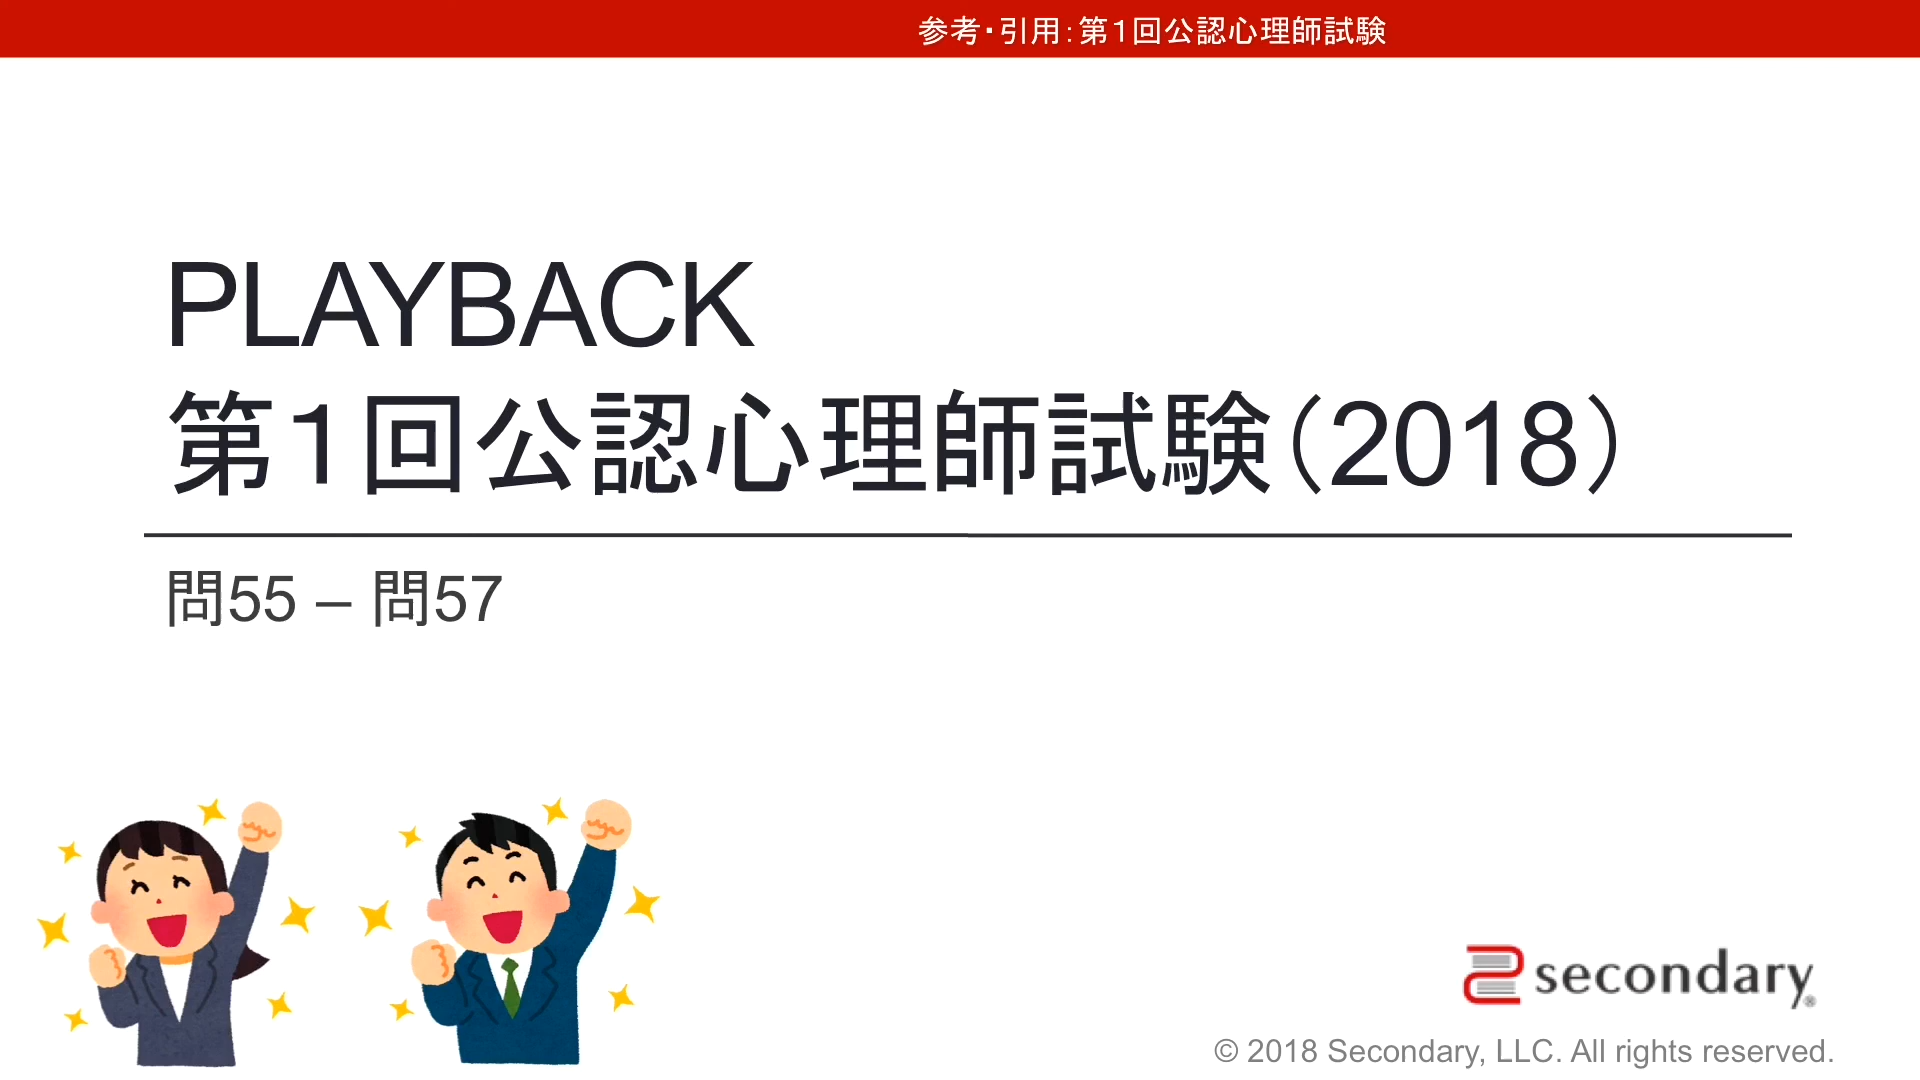 参考・引用：第１回公認心理師試験
PLAYBACK
第１回公認心理師試験（2018）
問55 – 問57
secondary®
© 2018 Secondary, LLC. All rights reserved.